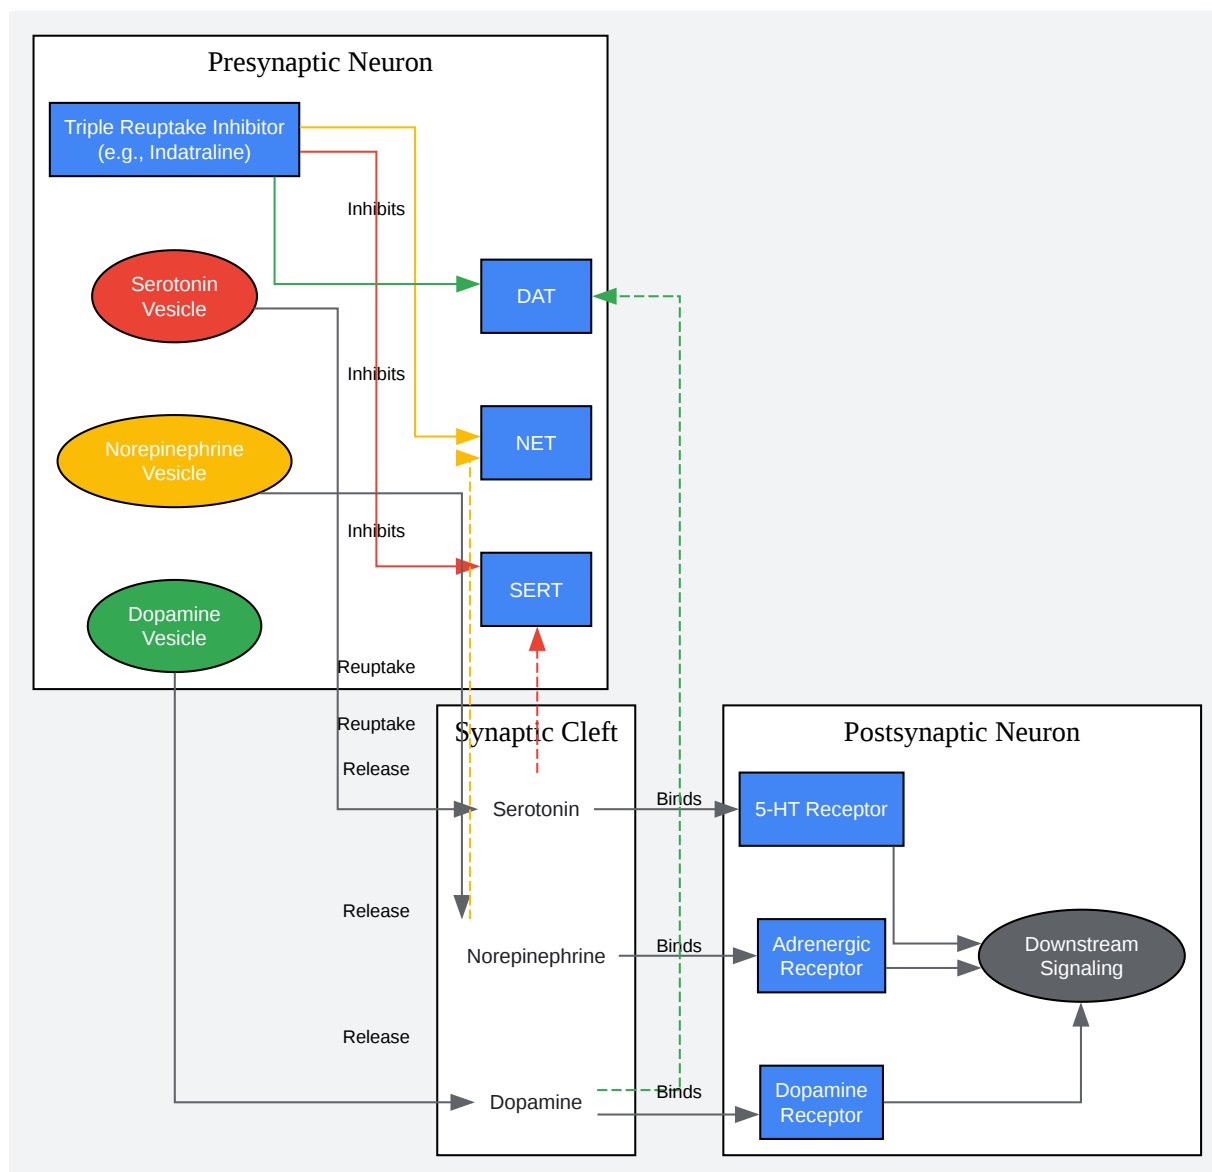 Presynaptic Neuron
Triple Reuptake Inhibitor
(e.g., Indatraline)
Inhibits
Serotonin
Vesicle
DAT
Inhibits
Norepinephrine
Vesicle
NET
Inhibits
SERT
Dopamine
Vesicle
Reuptake
Reuptake
Release
Synaptic Cleft
Serotonin
Binds
Postsynaptic Neuron
5-HT Receptor
Release
Norepinephrine
Binds
Adrenergic
Receptor
Downstream
Signaling
Release
Dopamine
Binds
Dopamine
Receptor